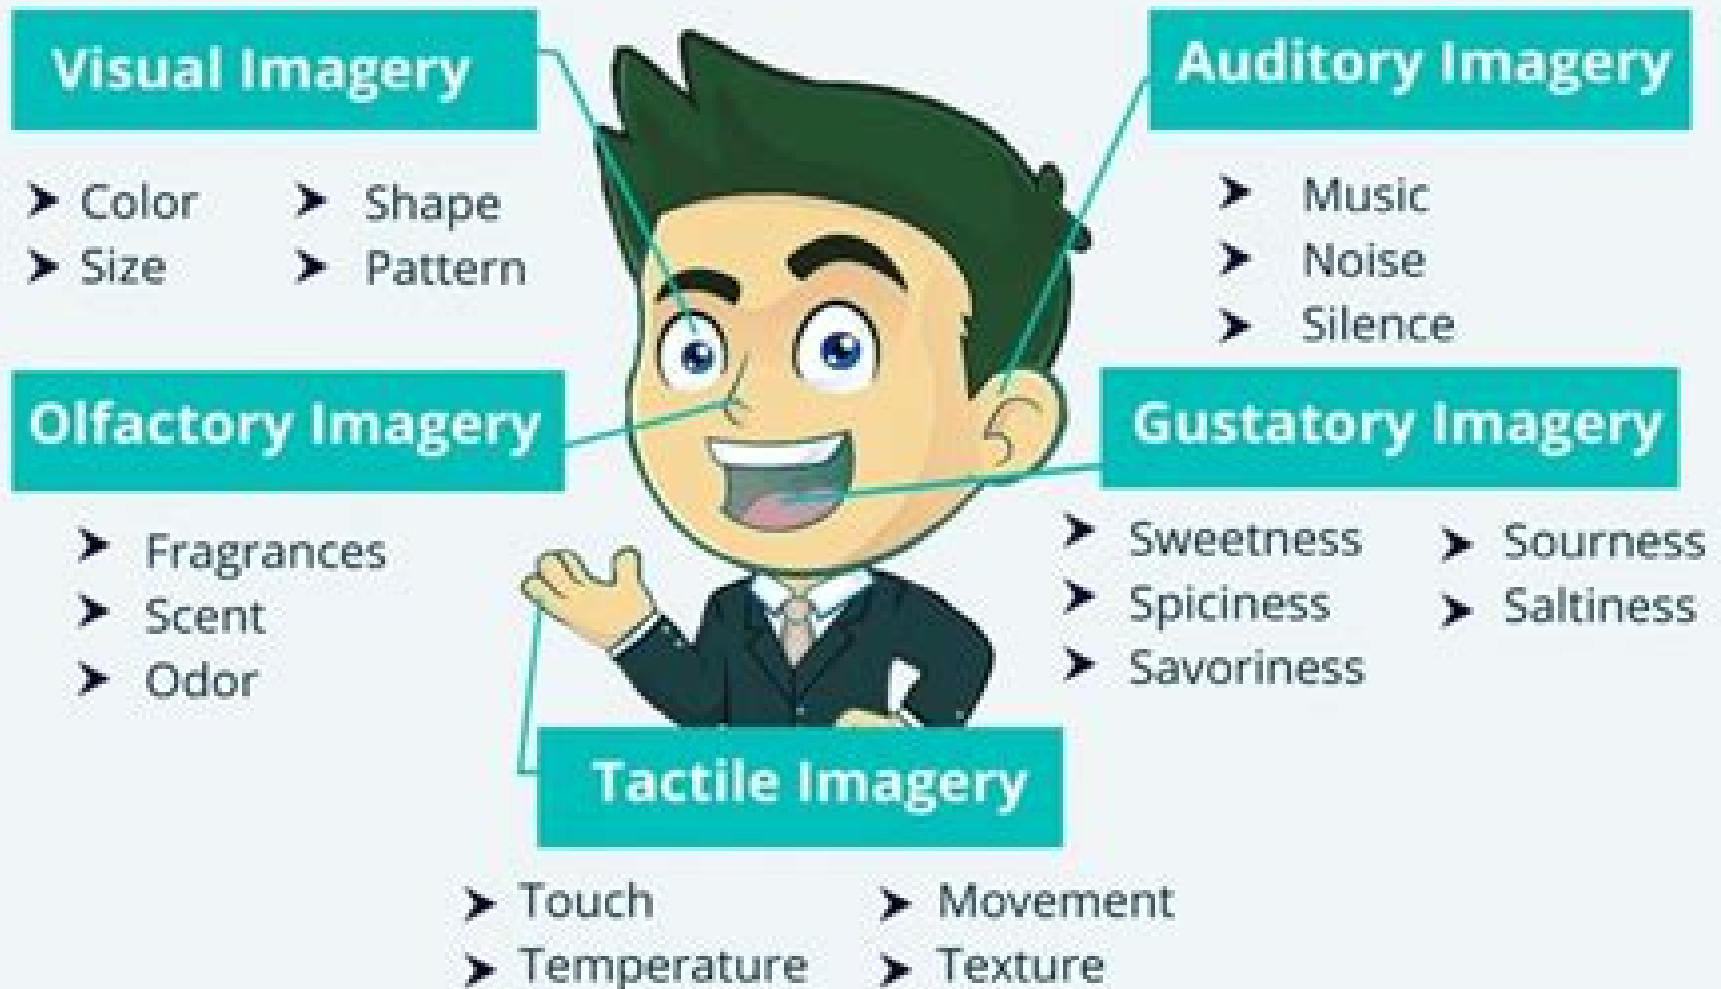 Visual Imagery
Color
Shape
Size
Pattern
Auditory Imagery
Music
Noise
Silence
Olfactory Imagery
Fragrances
Scent
Odor
Gustatory Imagery
Sweetness
Sourness
Spiciness
Saltiness
Savoriness
Tactile Imagery
Touch
Movement
Temperature
Texture